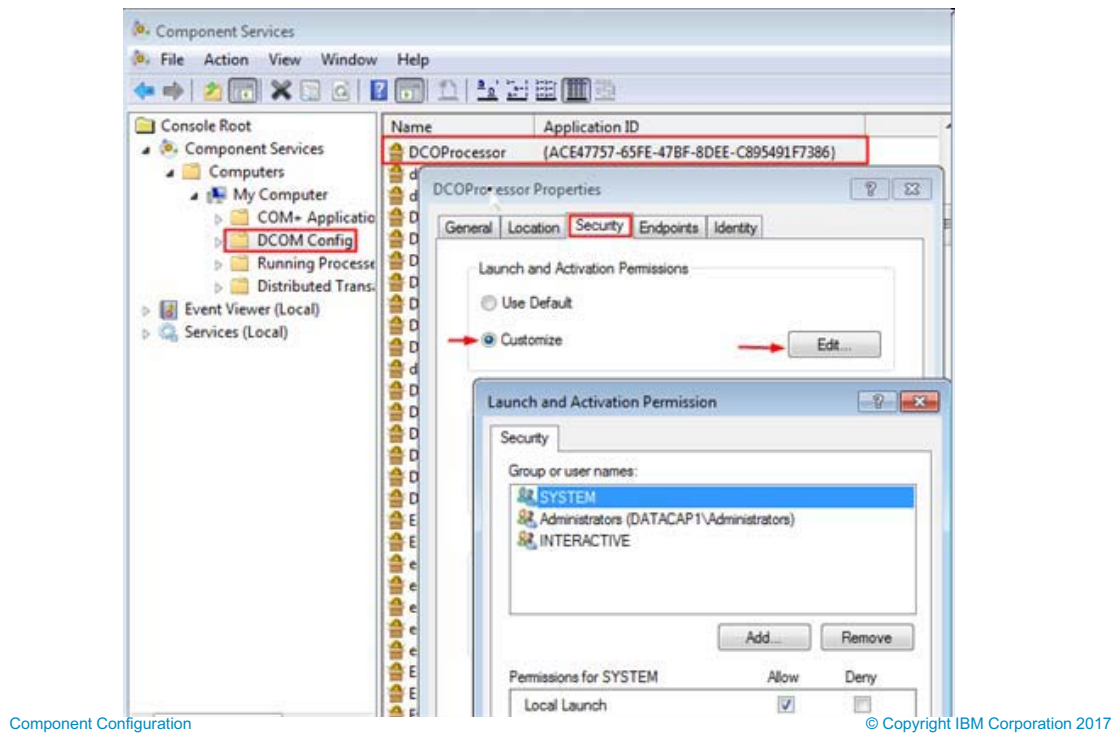 Component Services
File Action View Window Help
Console Root
Component Services
Computers
My Computer
COM+ Applicatio
DCOM Config
Running Processe
Distributed Trans
Event Viewer (Local)
Services (Local)
Name Application ID
DCOProcessor {ACE47757-65FE-47BF-8DEE-C895491F7386}
DCOProcessor Properties
General Location Security Endpoints Identity
Launch and Activation Permissions
Use Default
Customize
Edit...
Launch and Activation Permission
Security
Group or user names:
SYSTEM
Administrators (DATACAP1\Administrators)
INTERACTIVE
Add... Remove
Permissions for SYSTEM Allow Deny
Local Launch
Component Configuration
© Copyright IBM Corporation 2017